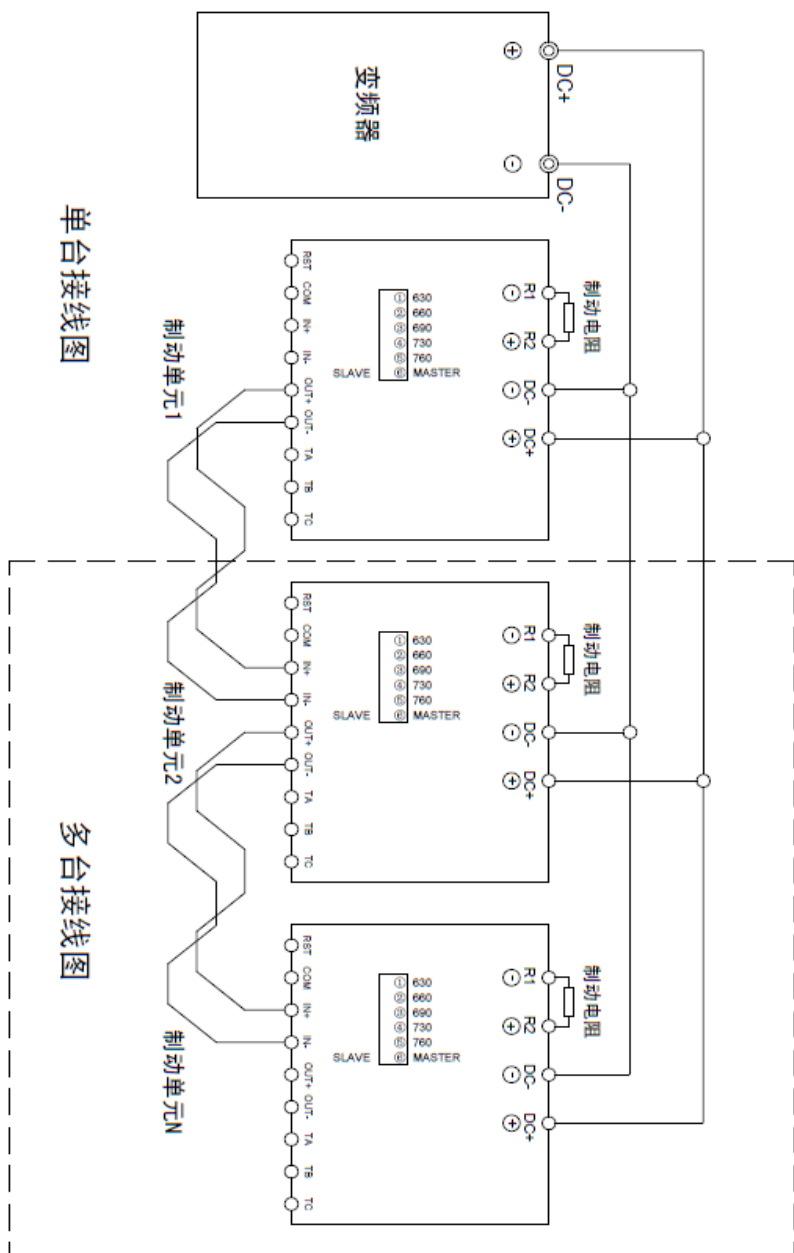 变频器
DC+
DC-
单台接线图
制动单元1
RST
COM
IN+
IN-
OUT+
OUT-
TA
TB
TC
① 630
② 660
③ 690
④ 730
⑤ 760
SLAVE ⑥ MASTER
R1
R2
DC-
DC+
制动电阻
制动单元2
RST
COM
IN+
IN-
OUT+
OUT-
TA
TB
TC
① 630
② 660
③ 690
④ 730
⑤ 760
SLAVE ⑥ MASTER
R1
R2
DC-
DC+
制动电阻
多台接线图
制动单元N
RST
COM
IN+
IN-
OUT+
OUT-
TA
TB
TC
① 630
② 660
③ 690
④ 730
⑤ 760
SLAVE ⑥ MASTER
R1
R2
DC-
DC+
制动电阻